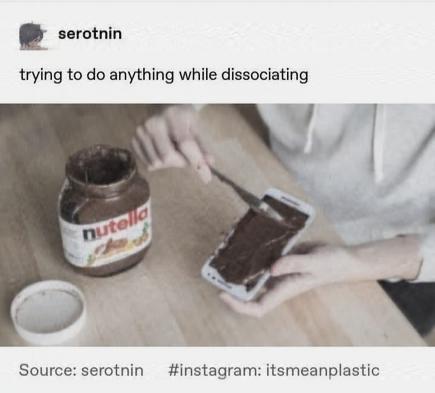 serotnin
trying to do anything while dissociating
nutella
Source: serotnin #instagram: itsmeanplastic